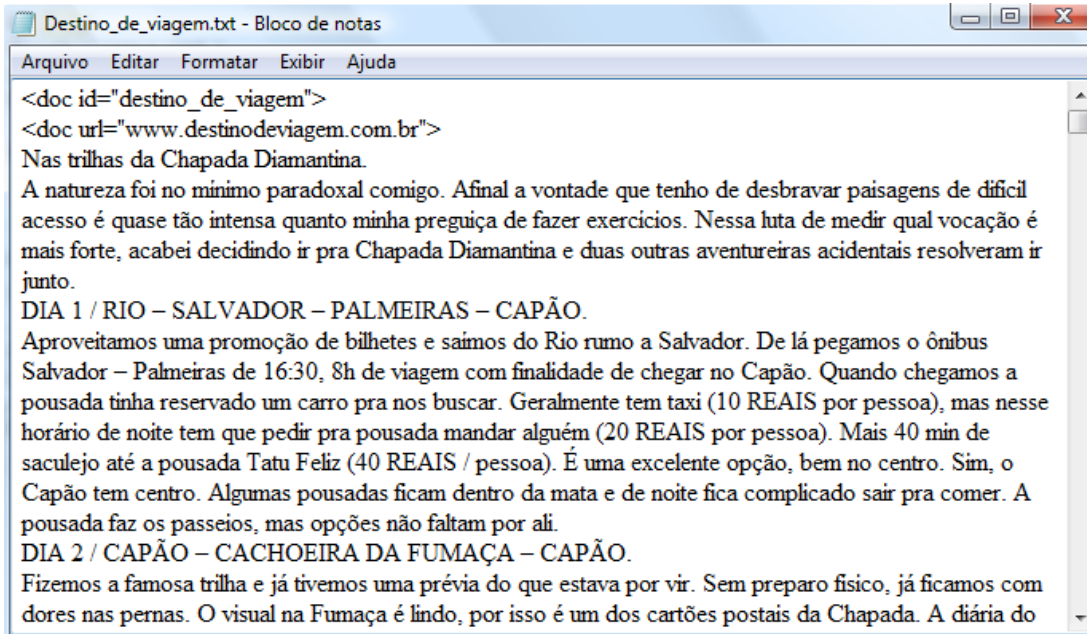 Destino_de_viagem.txt - Bloco de notas
Arquivo Editar Formatar Exibir Ajuda
<doc id="destino_de_viagem">
<doc url="www.destinodeviagem.com.br">
Nas trilhas da Chapada Diamantina.
A natureza foi no mínimo paradoxal comigo. Afinal a vontade que tenho de desbravar paisagens de difícil
acesso é quase tão intensa quanto minha preguiça de fazer exercícios. Nessa luta de medir qual vocação é
mais forte, acabei decidindo ir pra Chapada Diamantina e duas outras aventureiras acidentais resolveram ir
junto.
DIA 1 / RIO – SALVADOR – PALMEIRAS – CAPÃO.
Aproveitamos uma promoção de bilhetes e saímos do Rio rumo a Salvador. De lá pegamos o ônibus
Salvador – Palmeiras de 16:30, 8h de viagem com finalidade de chegar no Capão. Quando chegamos a
pousada tinha reservado um carro pra nos buscar. Geralmente tem taxi (10 REAIS por pessoa), mas nesse
horário de noite tem que pedir pra pousada mandar alguém (20 REAIS por pessoa). Mais 40 min de
saculejo até a pousada Tatu Feliz (40 REAIS / pessoa). É uma excelente opção, bem no centro. Sim, o
Capão tem centro. Algumas pousadas ficam dentro da mata e de noite fica complicado sair pra comer. A
pousada faz os passeios, mas opções não faltam por ali.
DIA 2 / CAPÃO – CACHOEIRA DA FUMAÇA – CAPÃO.
Fizemos a famosa trilha e já tivemos uma prévia do que estava por vir. Sem preparo físico, já ficamos com
dores nas pernas. O visual na Fumaça é lindo, por isso é um dos cartões postais da Chapada. A diária do